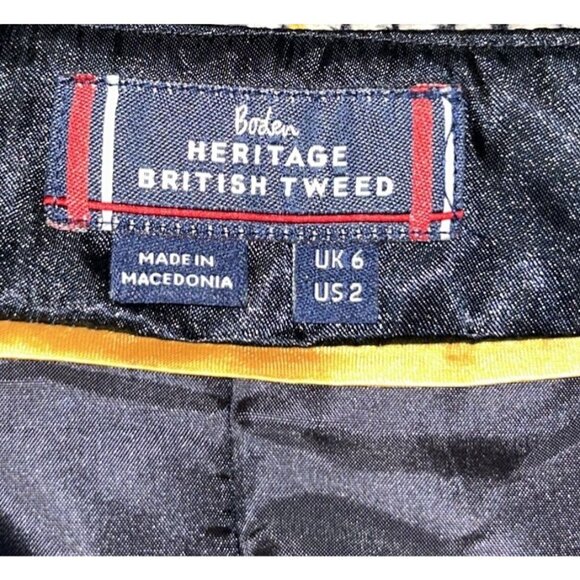 Boden
HERITAGE
BRITISH TWEED
MADE IN
MACEDONIA
UK 6
US 2